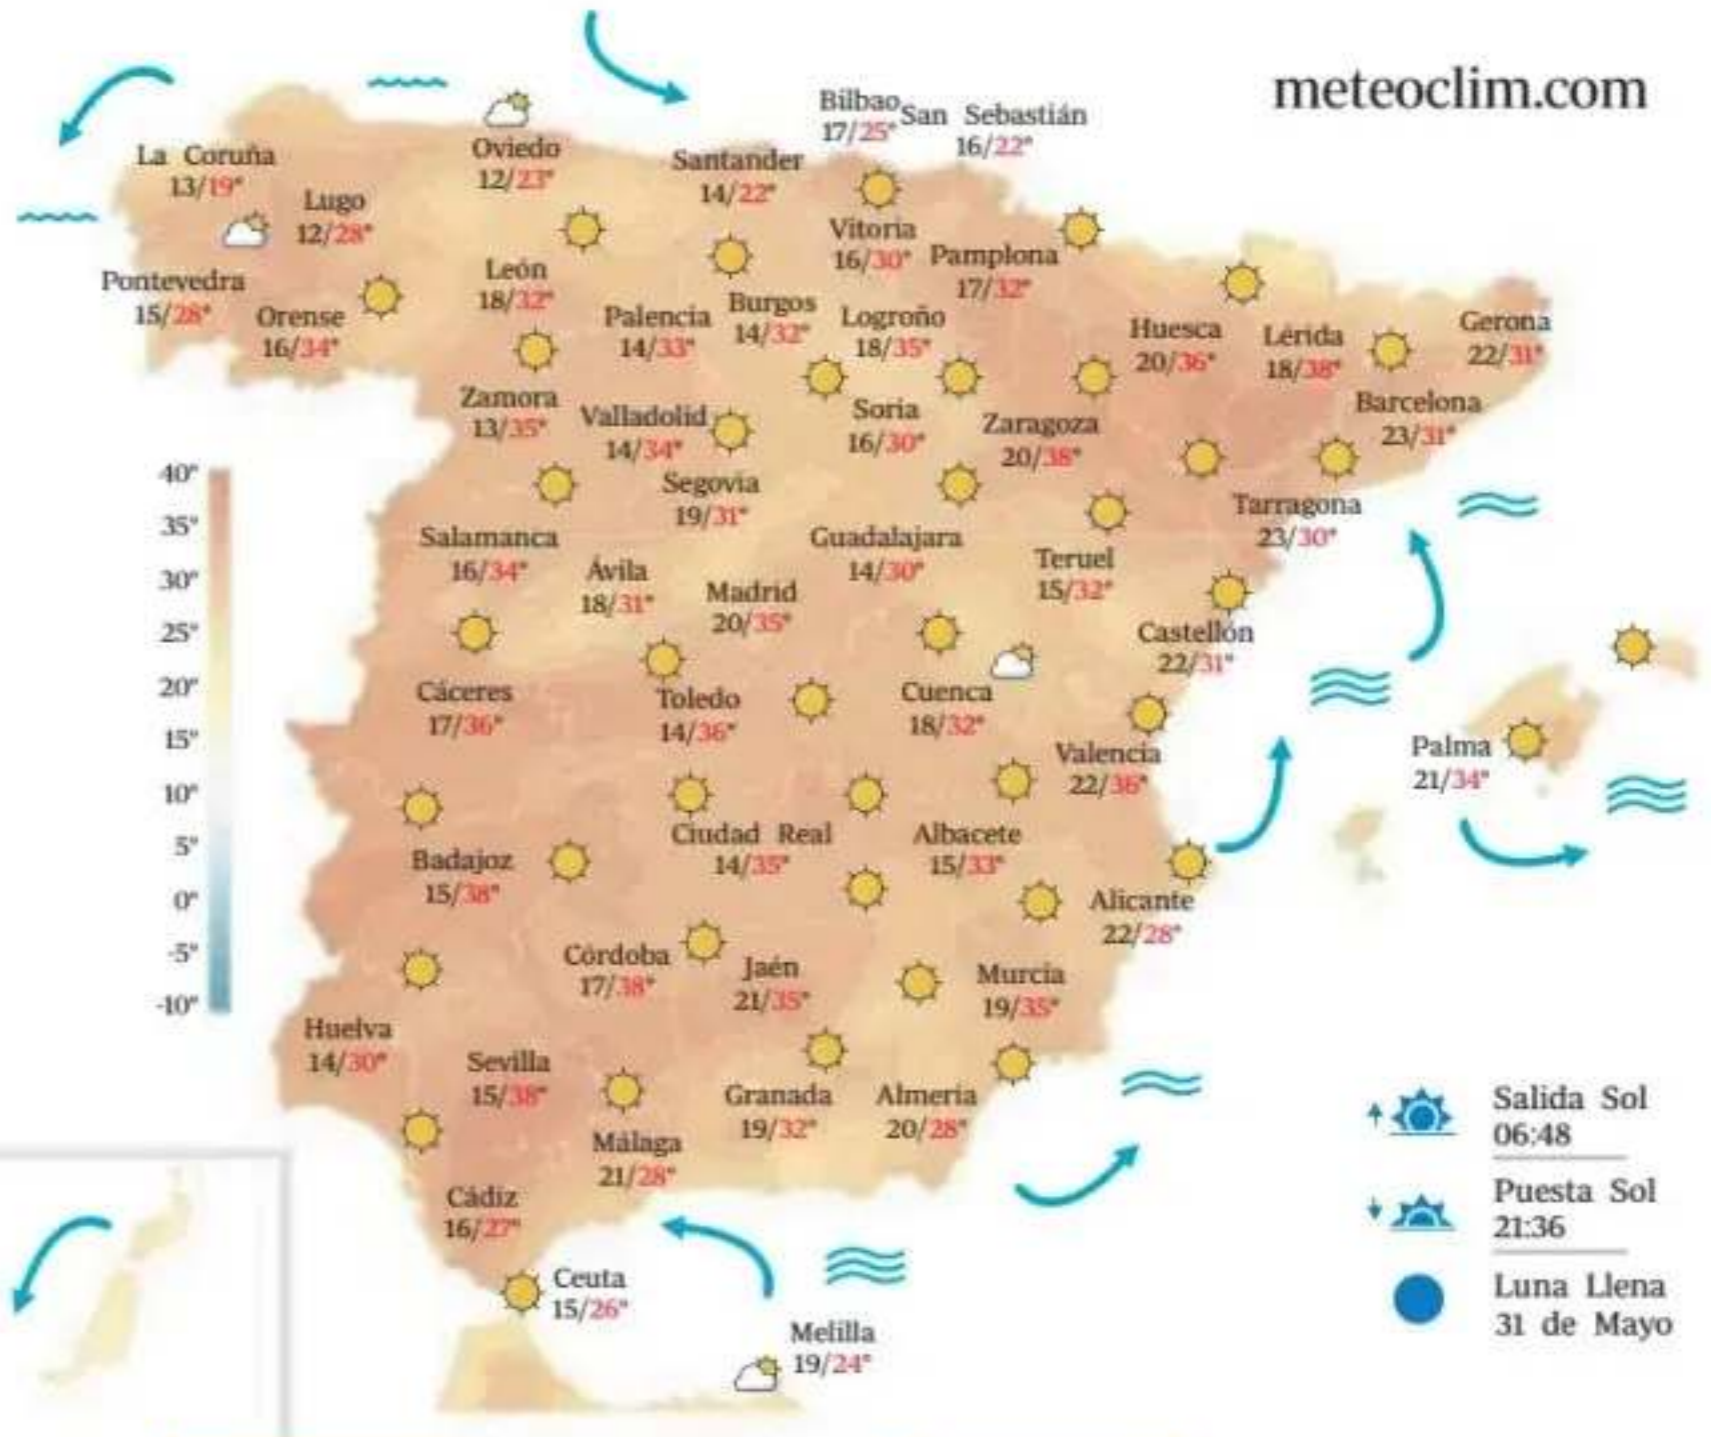 meteoclim.com
Bilbao
17/25°
San Sebastián
16/22°
La Coruña
13/19°
Oviedo
12/23°
Santander
14/22°
Lugo
12/28°
Vitoria
16/30°
Pamplona
17/32°
Pontevedra
15/28°
León
18/32°
Orense
16/34°
Palencia
14/33°
Burgos
14/32°
Logroño
18/35°
Huesca
20/36°
Lérida
18/38°
Gerona
22/31°
Zamora
13/35°
Valladolid
14/34°
Soria
16/30°
Zaragoza
20/38°
Barcelona
23/31°
Segovia
19/31°
Tarragona
23/30°
Salamanca
16/34°
Ávila
18/31°
Madrid
20/35°
Guadalajara
14/30°
Teruel
15/32°
Castellón
22/31°
Cáceres
17/36°
Toledo
14/36°
Cuenca
18/32°
Valencia
22/36°
Palma
21/34°
Badajoz
15/38°
Ciudad Real
14/35°
Albacete
15/33°
Alicante
22/28°
Córdoba
17/38°
Jaén
21/35°
Murcia
19/35°
Huelva
14/30°
Sevilla
15/38°
Granada
19/32°
Almería
20/28°
Málaga
21/28°
Cádiz
16/27°
Ceuta
15/26°
Melilla
19/24°
40°
35°
30°
25°
20°
15°
10°
5°
0°
-5°
-10°
Salida Sol
06:48
Puesta Sol
21:36
Luna Llena
31 de Mayo